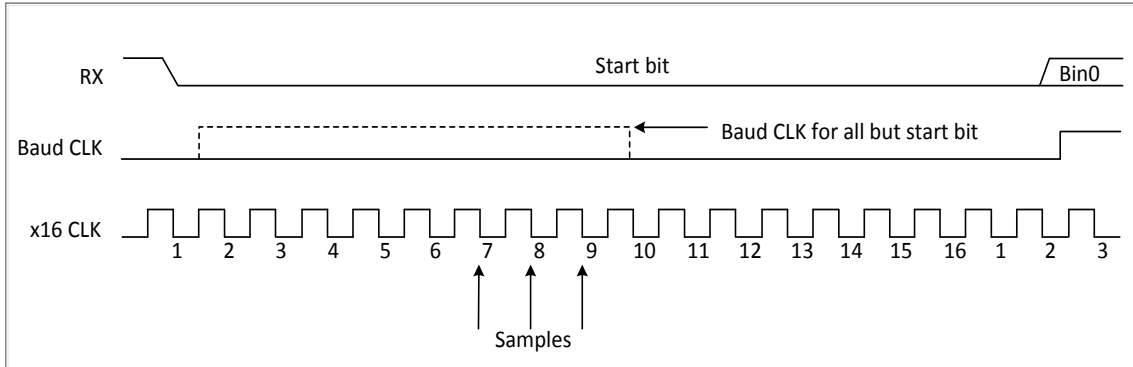 RX
Start bit
Bin0
Baud CLK
Baud CLK for all but start bit
x16 CLK
1 2 3 4 5 6 7 8 9 10 11 12 13 14 15 16 1 2 3
Samples